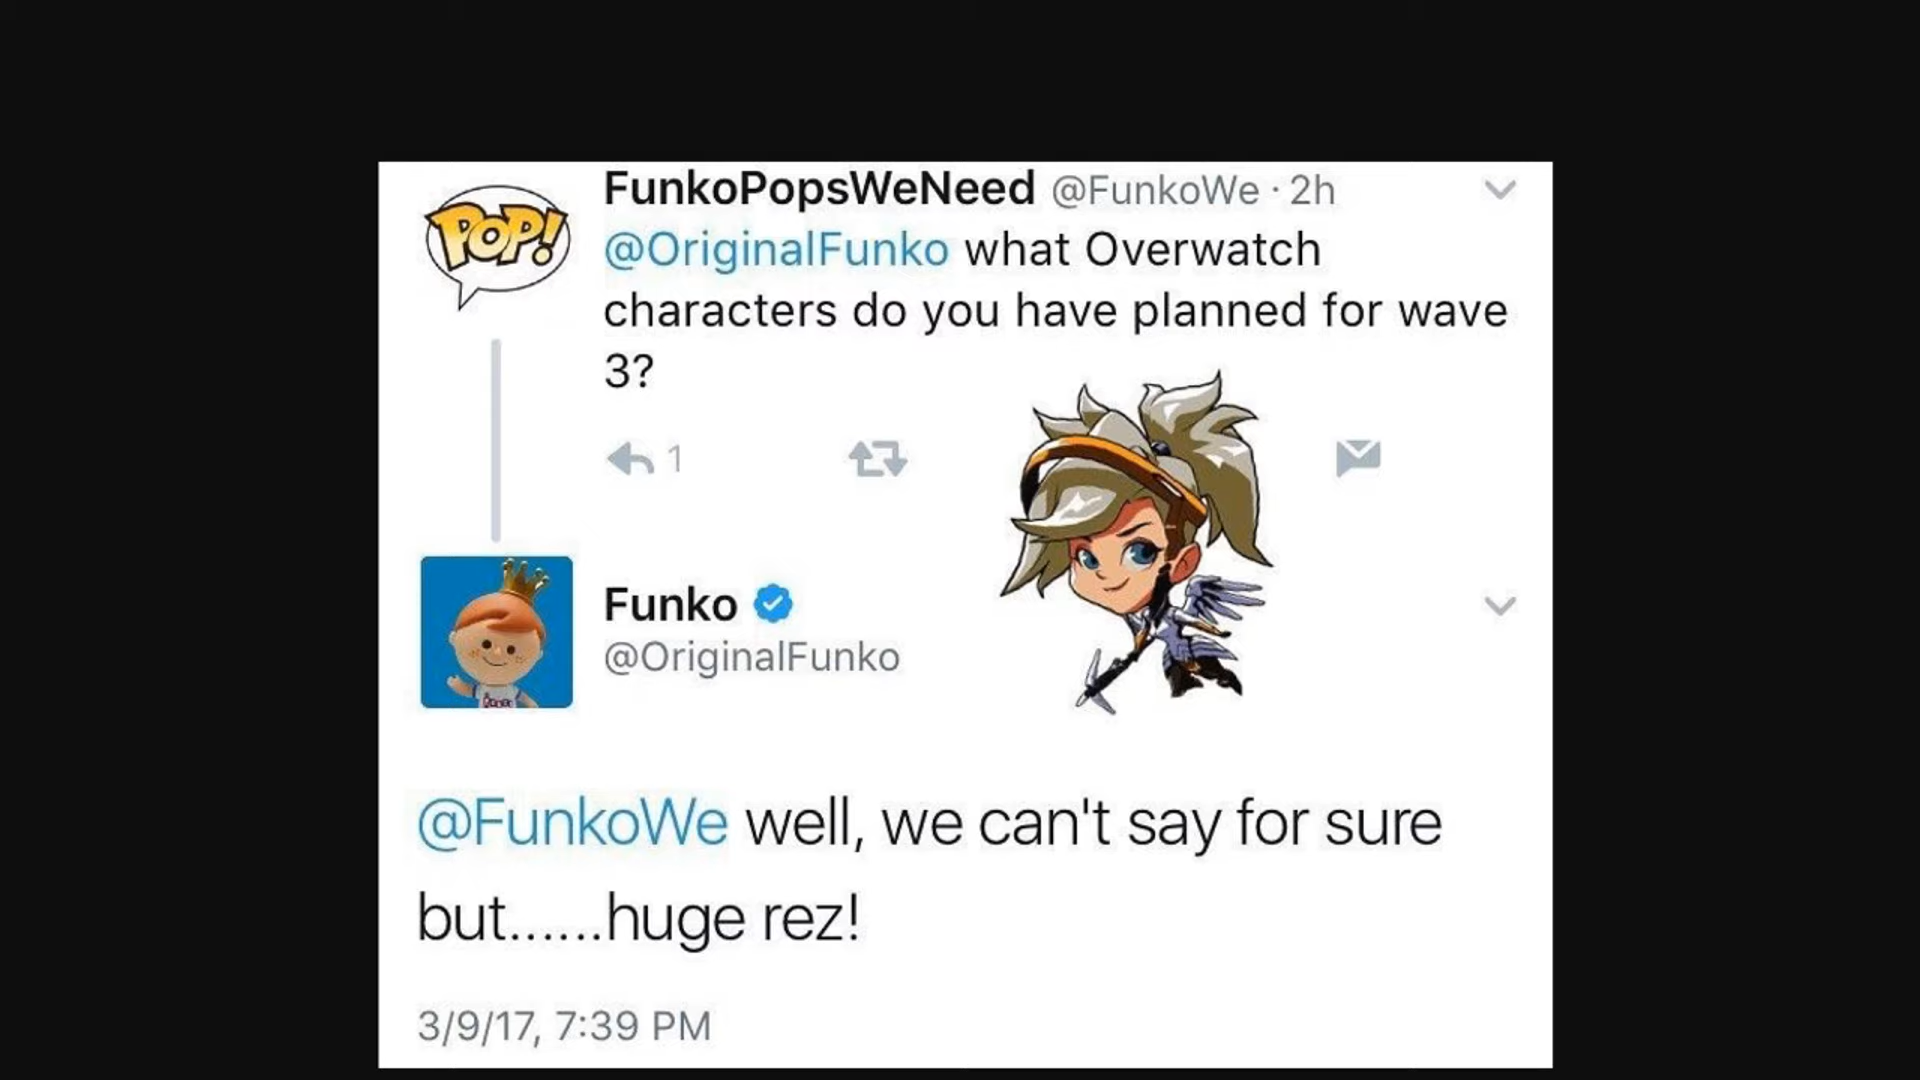 POP!
FunkoPopsWeNeed @FunkoWe · 2h
@OriginalFunko what Overwatch
characters do you have planned for wave
3?
1
Funko
@OriginalFunko
@FunkoWe well, we can't say for sure
but......huge rez!
3/9/17, 7:39 PM